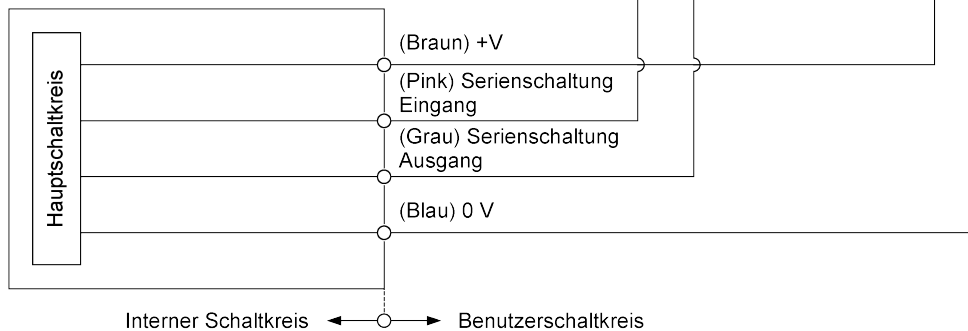 (Braun) +V
(Pink) Serienschaltung
Eingang
(Grau) Serienschaltung
Ausgang
(Blau) 0 V
Hauptschaltkreis
Interner Schaltkreis
Benutzerschaltkreis